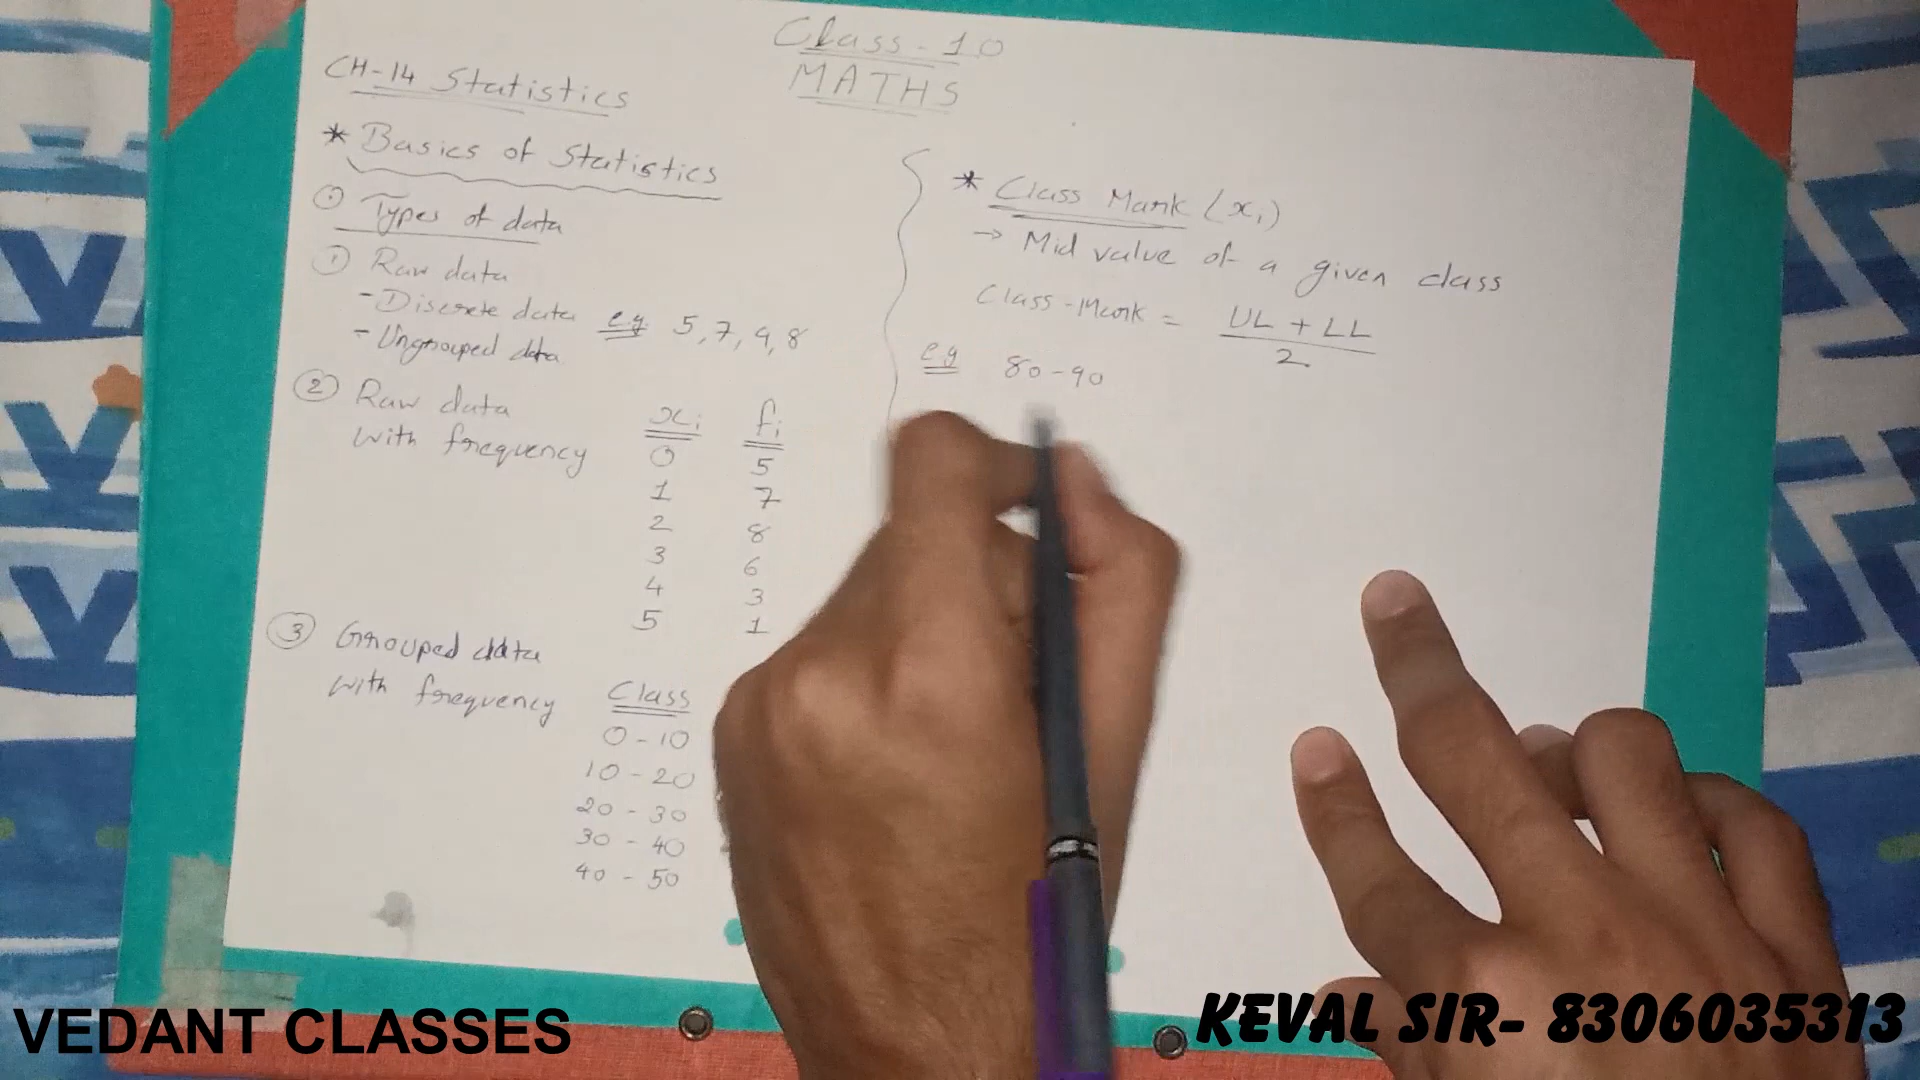 Class-10
MATHS
CH-14 Statistics
* Basics of Statistics
Types of data
① Raw data
- Discrete data
- Ungrouped data
e.g. 5, 7, 9, 8
② Raw data
with frequency
xi fi
0 5
1 7
2 8
3 6
4 3
5 1
③ Grouped data
with frequency
Class
0 - 10
10 - 20
20 - 30
30 - 40
40 - 50
* Class Mark (xi)
→ Mid value of a given class
Class-Mark = UL + LL
2
e.g 80-90
VEDANT CLASSES
KEVAL SIR- 8306035313